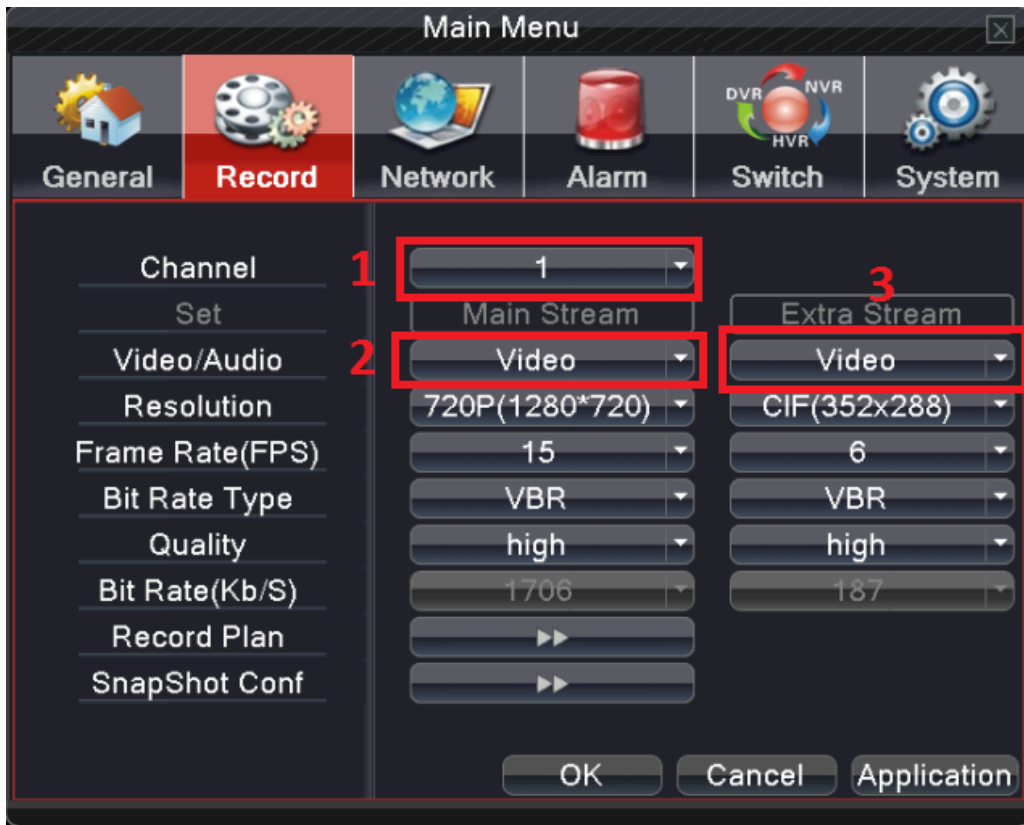 Main Menu
DVR NVR
HVR
General Record Network Alarm Switch System
Channel 1 1
3
Set Main Stream Extra Stream
Video/Audio 2 Video Video
Resolution 720P(1280*720) CIF(352x288)
Frame Rate(FPS) 15 6
Bit Rate Type VBR VBR
Quality high high
Bit Rate(Kb/S) 1706 187
Record Plan
SnapShot Conf
OK Cancel Application